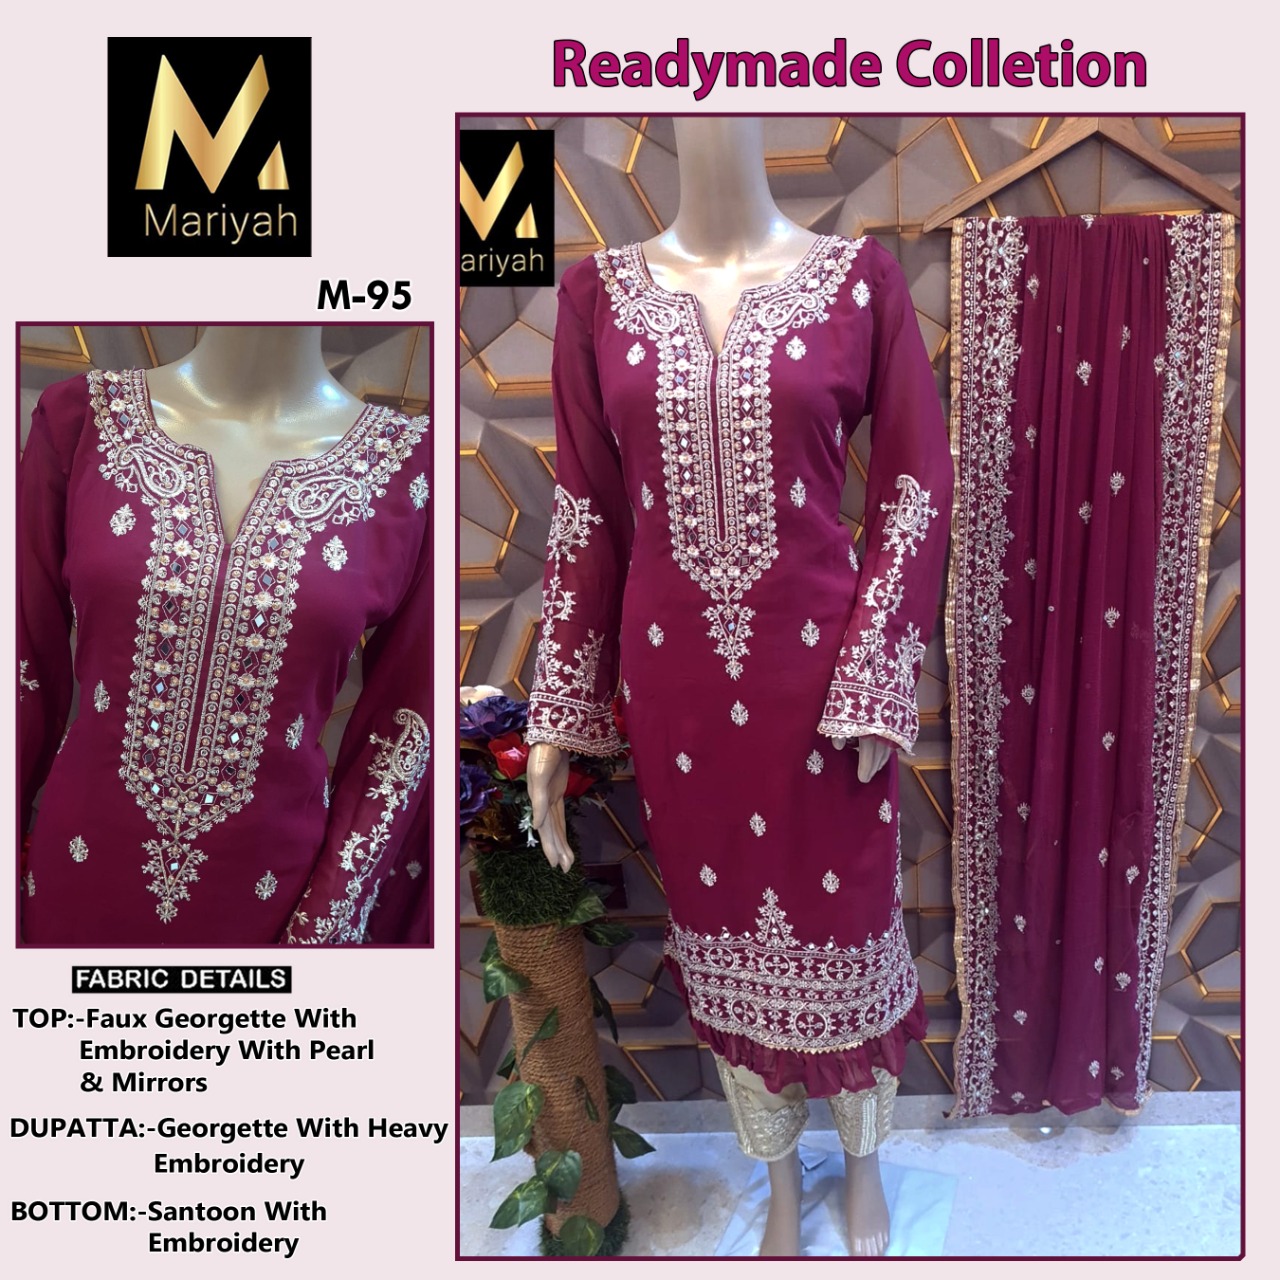 Mariyah
Readymade Colletion
M-95
ariyah
FABRIC DETAILS
TOP:-Faux Georgette With
Embroidery With Pearl
& Mirrors
DUPATTA:-Georgette With Heavy
Embroidery
BOTTOM:-Santoon With
Embroidery